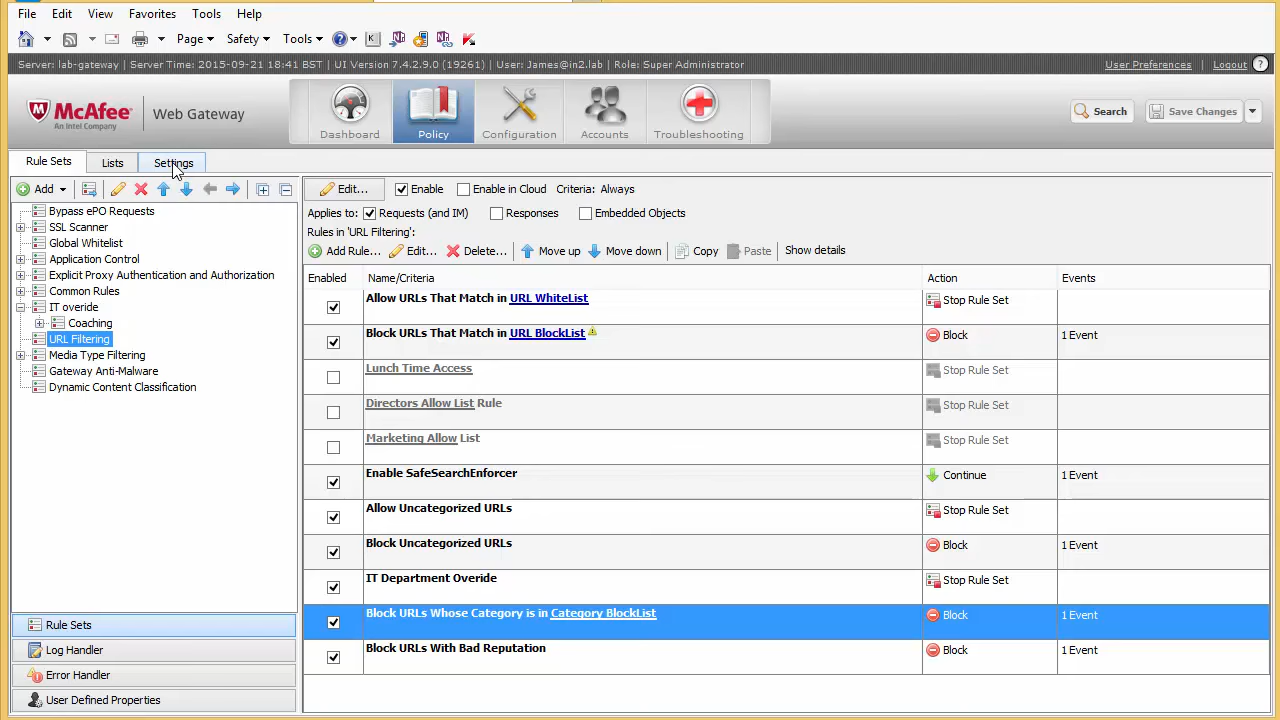 File Edit View Favorites Tools Help
Page Safety Tools
Server: lab-gateway | Server Time: 2015-09-21 18:41 BST | UI Version 7.4.2.9.0 (19261) | User: James@in2.lab | Role: Super Administrator User Preferences Logout ?
McAfee
An Intel Company
Web Gateway
Dashboard Policy Configuration Accounts Troubleshooting
Search Save Changes
Rule Sets Lists Settings
Add
Bypass ePO Requests
SSL Scanner
Global Whitelist
Application Control
Explicit Proxy Authentication and Authorization
Common Rules
IT overide
Coaching
URL Filtering
Media Type Filtering
Gateway Anti-Malware
Dynamic Content Classification
Rule Sets
Log Handler
Error Handler
User Defined Properties
Edit... Enable Enable in Cloud Criteria: Always
Applies to: Requests (and IM) Responses Embedded Objects
Rules in 'URL Filtering':
Add Rule... Edit... Delete... Move up Move down Copy Paste Show details
Enabled Name/Criteria Action Events
Allow URLs That Match in URL WhiteList Stop Rule Set
Block URLs That Match in URL BlockList Block 1 Event
Lunch Time Access Stop Rule Set
Directors Allow List Rule Stop Rule Set
Marketing Allow List Stop Rule Set
Enable SafeSearchEnforcer Continue 1 Event
Allow Uncategorized URLs Stop Rule Set
Block Uncategorized URLs Block 1 Event
IT Department Overide Stop Rule Set
Block URLs Whose Category is in Category BlockList Block 1 Event
Block URLs With Bad Reputation Block 1 Event